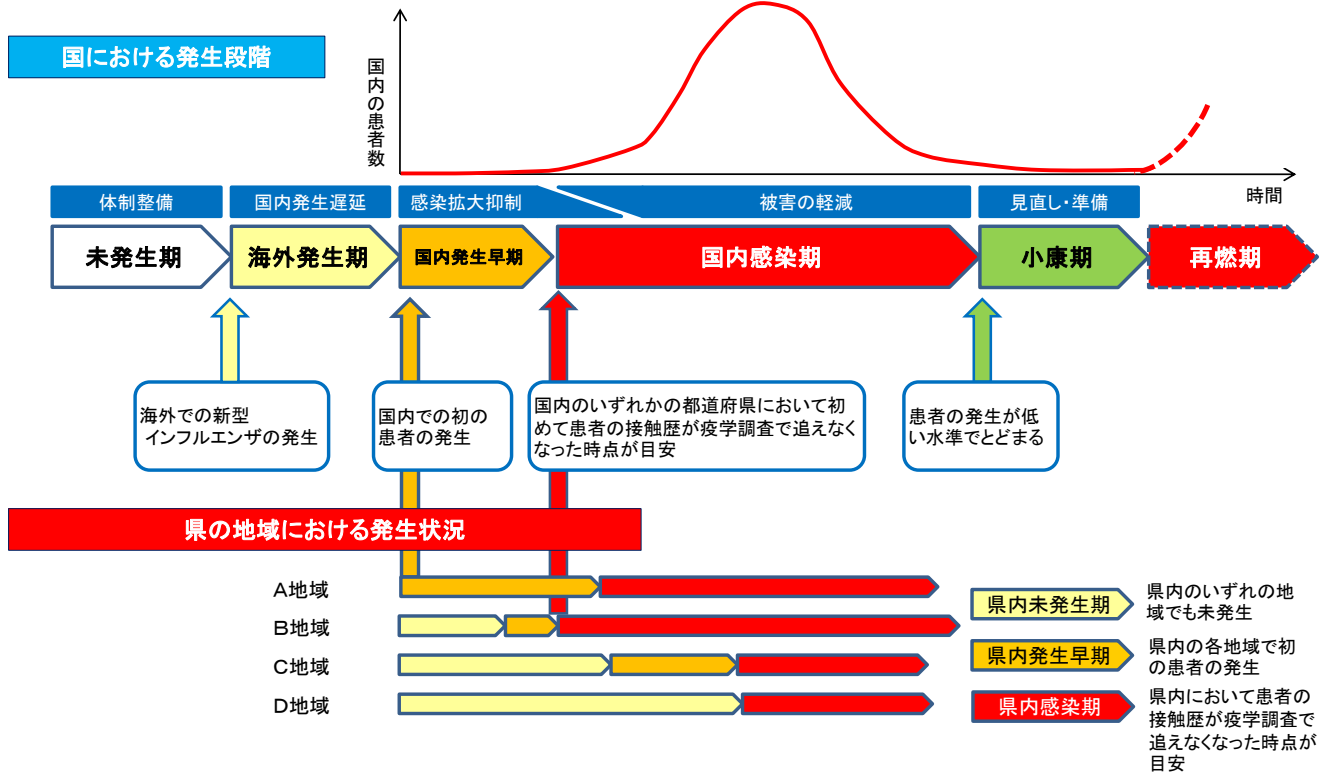 国における発生段階
国内の患者数
時間
体制整備
国内発生遅延
感染拡大抑制
被害の軽減
見直し・準備
未発生期
海外発生期
国内発生早期
国内感染期
小康期
再燃期
海外での新型
インフルエンザの発生
国内での初の
患者の発生
国内のいずれかの都道府県において初
めて患者の接触歴が疫学調査で追えなく
なった時点が目安
患者の発生が低
い水準でとどまる
県の地域における発生状況
A地域
B地域
C地域
D地域
県内未発生期
県内のいずれの地
域でも未発生
県内発生早期
県内の各地域で初
の患者の発生
県内感染期
県内において患者の
接触歴が疫学調査で
追えなくなった時点が
目安